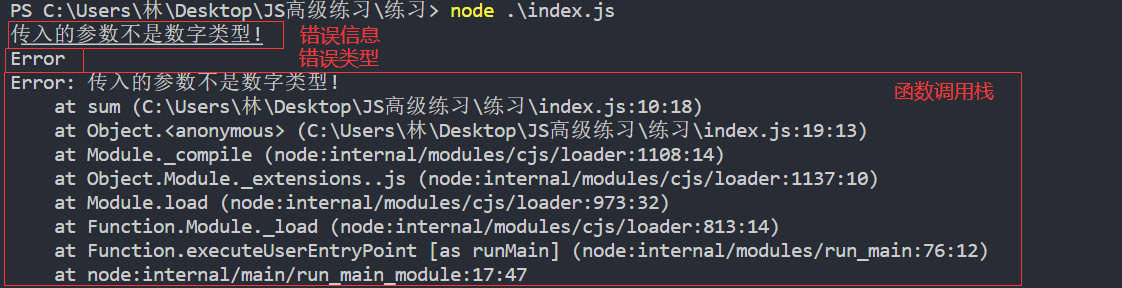 PS C:\Users\林\Desktop\JS高级练习\练习> node .\index.js
传入的参数不是数字类型! 错误信息
Error 错误类型
Error: 传入的参数不是数字类型! 函数调用栈
    at sum (C:\Users\林\Desktop\JS高级练习\练习\index.js:10:18)
    at Object.<anonymous> (C:\Users\林\Desktop\JS高级练习\练习\index.js:19:13)
    at Module._compile (node:internal/modules/cjs/loader:1108:14)
    at Object.Module._extensions..js (node:internal/modules/cjs/loader:1137:10)
    at Module.load (node:internal/modules/cjs/loader:973:32)
    at Function.Module._load (node:internal/modules/cjs/loader:813:14)
    at Function.executeUserEntryPoint [as runMain] (node:internal/modules/run_main:76:12)
    at node:internal/main/run_main_module:17:47